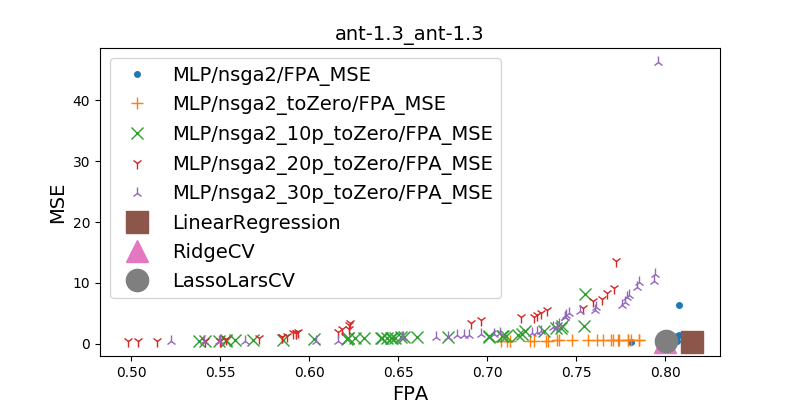 ant-1.3_ant-1.3
MLP/nsga2/FPA_MSE
MLP/nsga2_toZero/FPA_MSE
MLP/nsga2_10p_toZero/FPA_MSE
MLP/nsga2_20p_toZero/FPA_MSE
MLP/nsga2_30p_toZero/FPA_MSE
LinearRegression
RidgeCV
LassoLarsCV
MSE
40
30
20
10
0
0.50 0.55 0.60 0.65 0.70 0.75 0.80
FPA